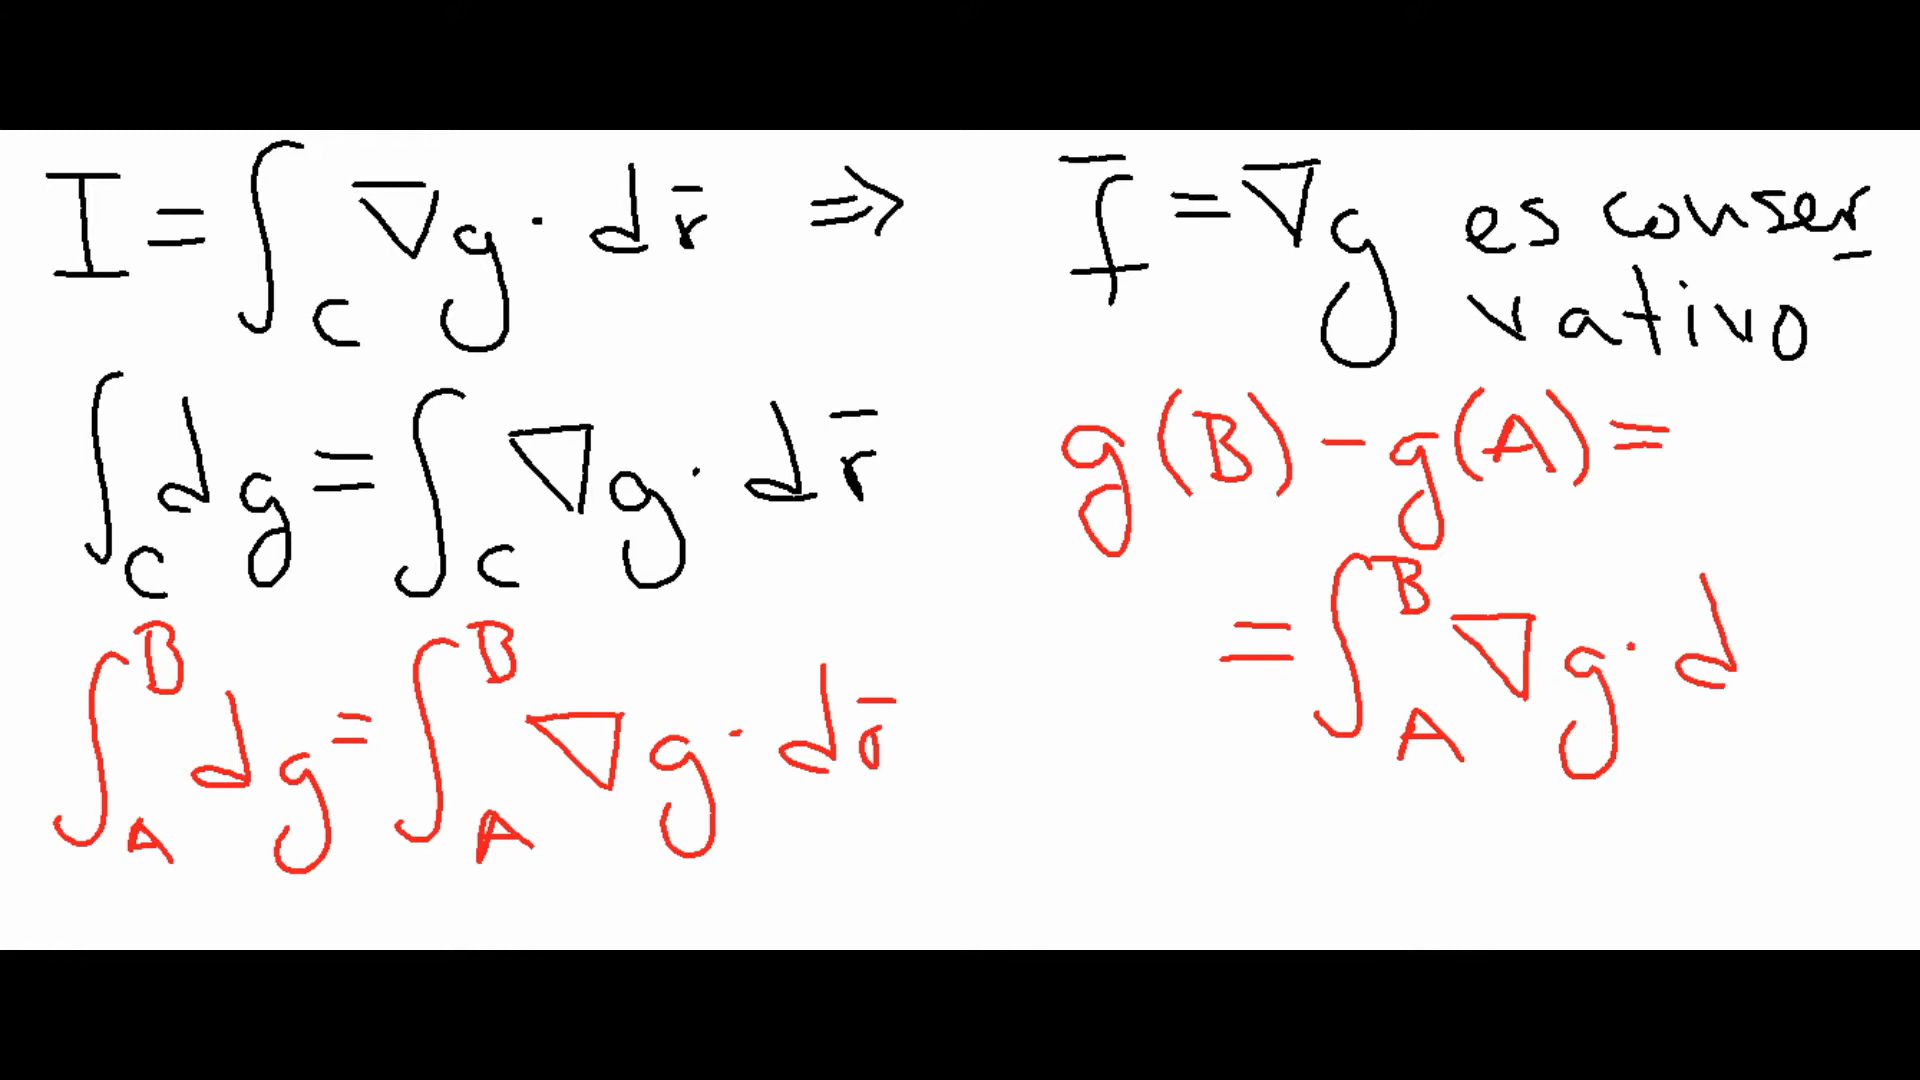 I = ∫_C ∇g · dr̄ ⇒ f̄ = ∇g es conser
vativo
∫_C dg = ∫_C ∇g · dr̄
∫_A^B dg = ∫_A^B ∇g · dr̄
g(B) - g(A) =
= ∫_A^B ∇g · d